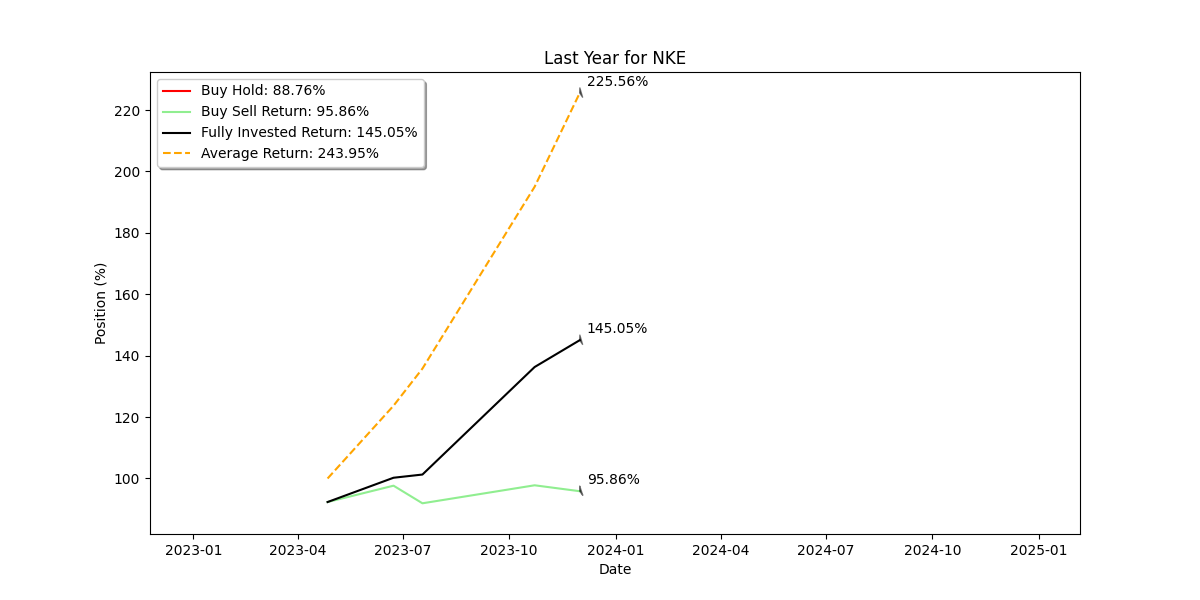 Last Year for NKE
225.56%
Buy Hold: 88.76%
Buy Sell Return: 95.86%
Fully Invested Return: 145.05%
Average Return: 243.95%
220
200
180
160
140
120
100
Position (%)
145.05%
95.86%
2023-01 2023-04 2023-07 2023-10 2024-01 2024-04 2024-07 2024-10 2025-01
Date